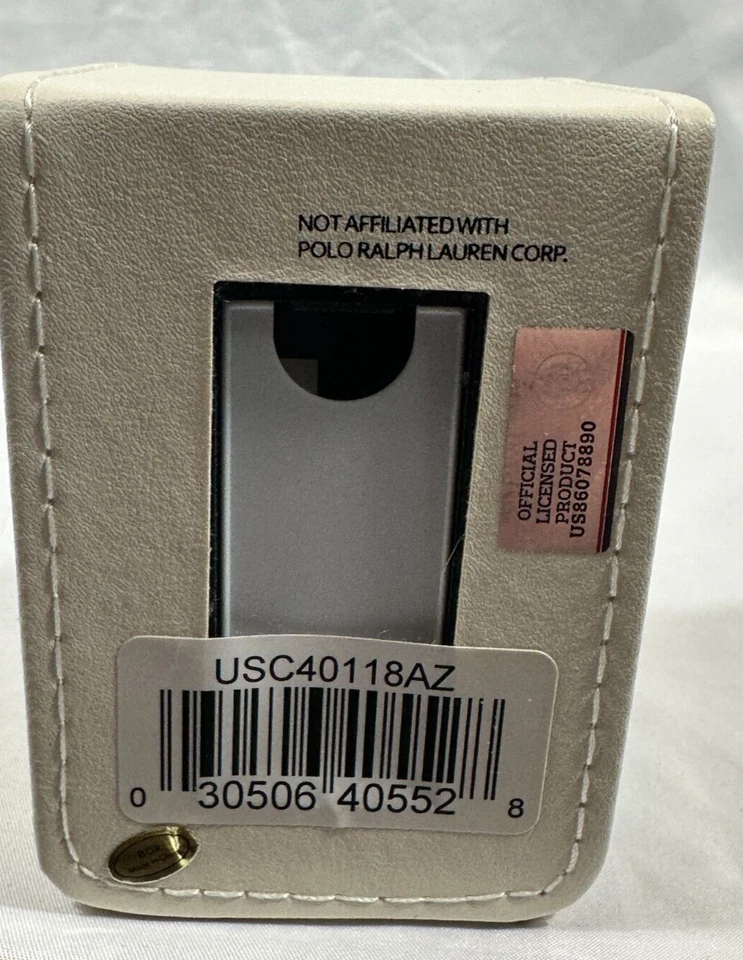 NOT AFFILIATED WITH
POLO RALPH LAUREN CORP.
OFFICIAL
LICENSED
PRODUCT
US86078890
USC40118AZ
0 30506 40552 8